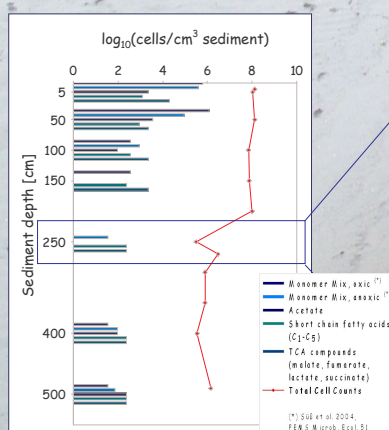 log₁₀(cells/cm³ sediment)
0 2 4 6 8 10
Sediment depth [cm]
5
50
100
150
250
400
500
Monomer Mix, oxic (*)
Monomer Mix, anoxic (*
Acetate
Short chain fatty acids
(C₁-C₅)
TCA compounds
(malate, fumarate,
lactate, succinate)
Total Cell Counts
(*) Süß et al. 2004,
FEMS Microb. Ecol. 51